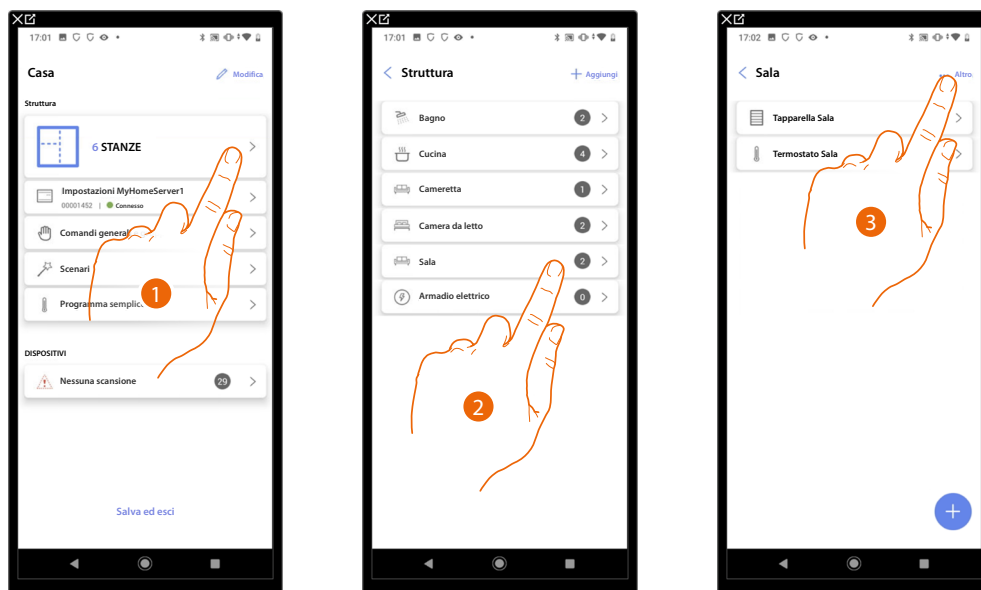 17:01
Casa
Modifica
Struttura
6 STANZE
Impostazioni MyHomeServer1
00001452 | Connesso
Comandi general
Scenari
1
Programma semplic
DISPOSITIVI
Nessuna scansione 29
Salva ed esci
17:01
Struttura
Aggiungi
Bagno 2
Cucina 4
Cameretta 1
Camera da letto 2
Sala 2
Armadio elettrico 0
2
17:02
Sala
Altro
Tapparella Sala
Termostato Sala
3